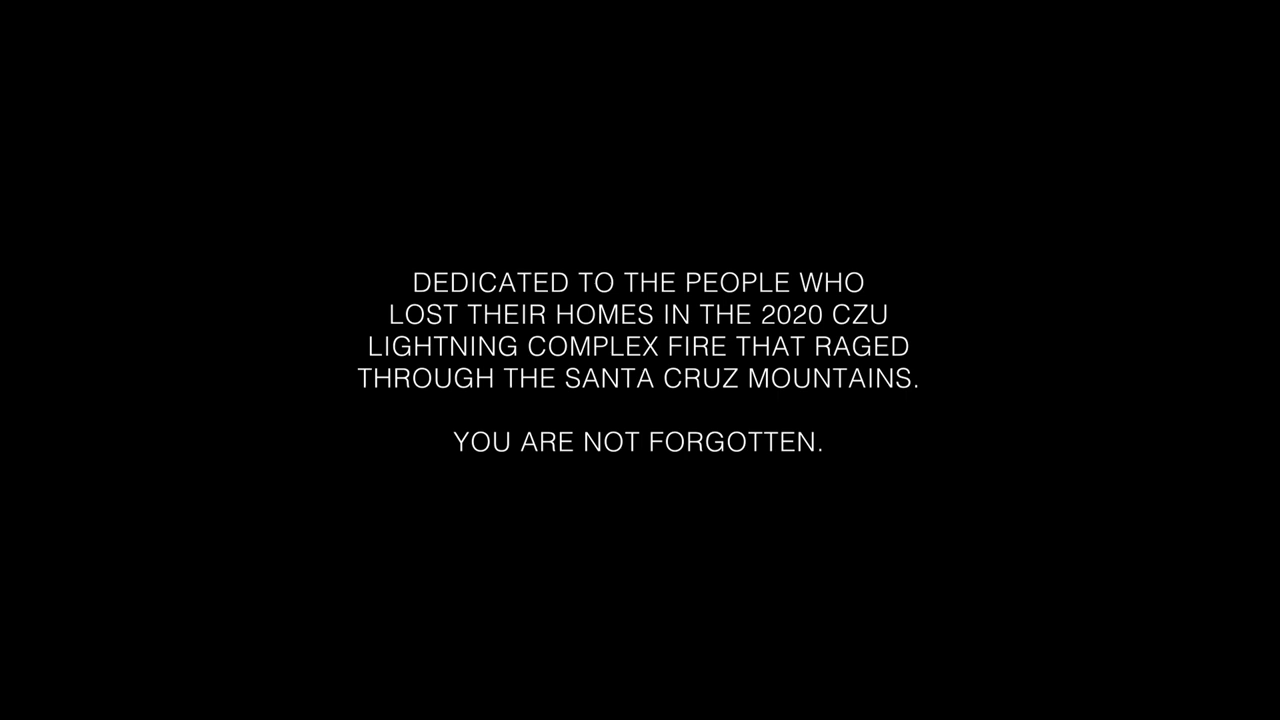 DEDICATED TO THE PEOPLE WHO
LOST THEIR HOMES IN THE 2020 CZU
LIGHTNING COMPLEX FIRE THAT RAGED
THROUGH THE SANTA CRUZ MOUNTAINS.
YOU ARE NOT FORGOTTEN.